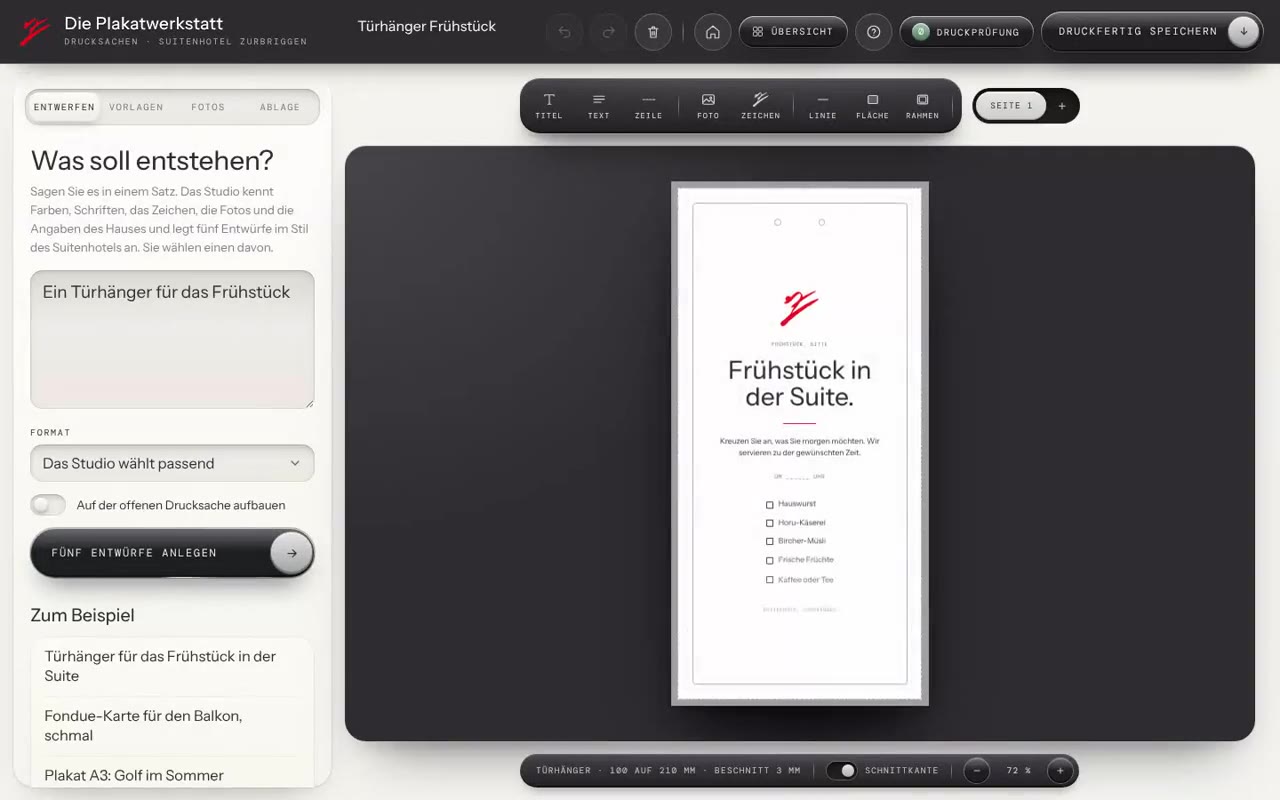 Die Plakatwerkstatt
DRUCKSACHEN · SUITENHOTEL ZURBRIGGEN
Türhänger Frühstück
ÜBERSICHT
0 DRUCKPRÜFUNG
DRUCKFERTIG SPEICHERN
ENTWERFEN VORLAGEN FOTOS ABLAGE
TITEL TEXT ZEILE FOTO ZEICHEN LINIE FLÄCHE RAHMEN
SEITE 1 +
Was soll entstehen?
Sagen Sie es in einem Satz. Das Studio kennt
Farben, Schriften, das Zeichen, die Fotos und die
Angaben des Hauses und legt fünf Entwürfe im Stil
des Suitenhotels an. Sie wählen einen davon.
Ein Türhänger für das Frühstück
FORMAT
Das Studio wählt passend
Auf der offenen Drucksache aufbauen
FÜNF ENTWÜRFE ANLEGEN
Zum Beispiel
Türhänger für das Frühstück in der
Suite
Fondue-Karte für den Balkon,
schmal
Plakat A3: Golf im Sommer
Frühstück in
der Suite.
Kreuzen Sie an, was Sie morgen möchten. Wir
servieren zu der gewünschten Zeit.
UM ______ UHR
Hauswurst
Horu-Käserei
Bircher-Müsli
Frische Früchte
Kaffee oder Tee
TÜRHÄNGER · 100 AUF 210 MM · BESCHNITT 3 MM
SCHNITTKANTE
− 72 % +